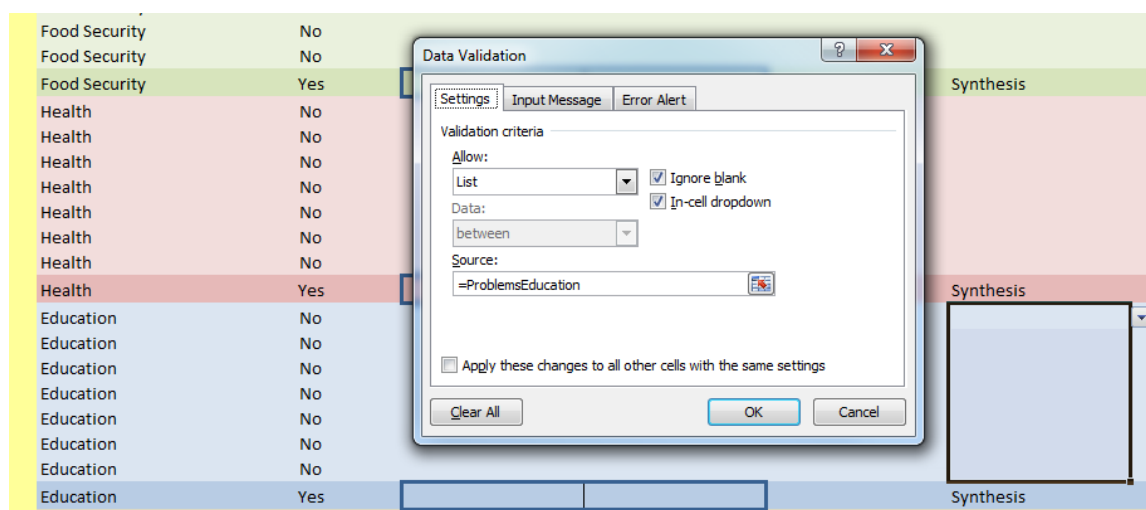 Food Security No
Food Security No
Food Security Yes Synthesis
Health No
Health No
Health No
Health No
Health No
Health No
Health No
Health Yes Synthesis
Education No
Education No
Education No
Education No
Education No
Education No
Education No
Education Yes Synthesis
Data Validation
Settings Input Message Error Alert
Validation criteria
Allow:
List Ignore blank
In-cell dropdown
Data:
between
Source:
=ProblemsEducation
Apply these changes to all other cells with the same settings
Clear All OK Cancel